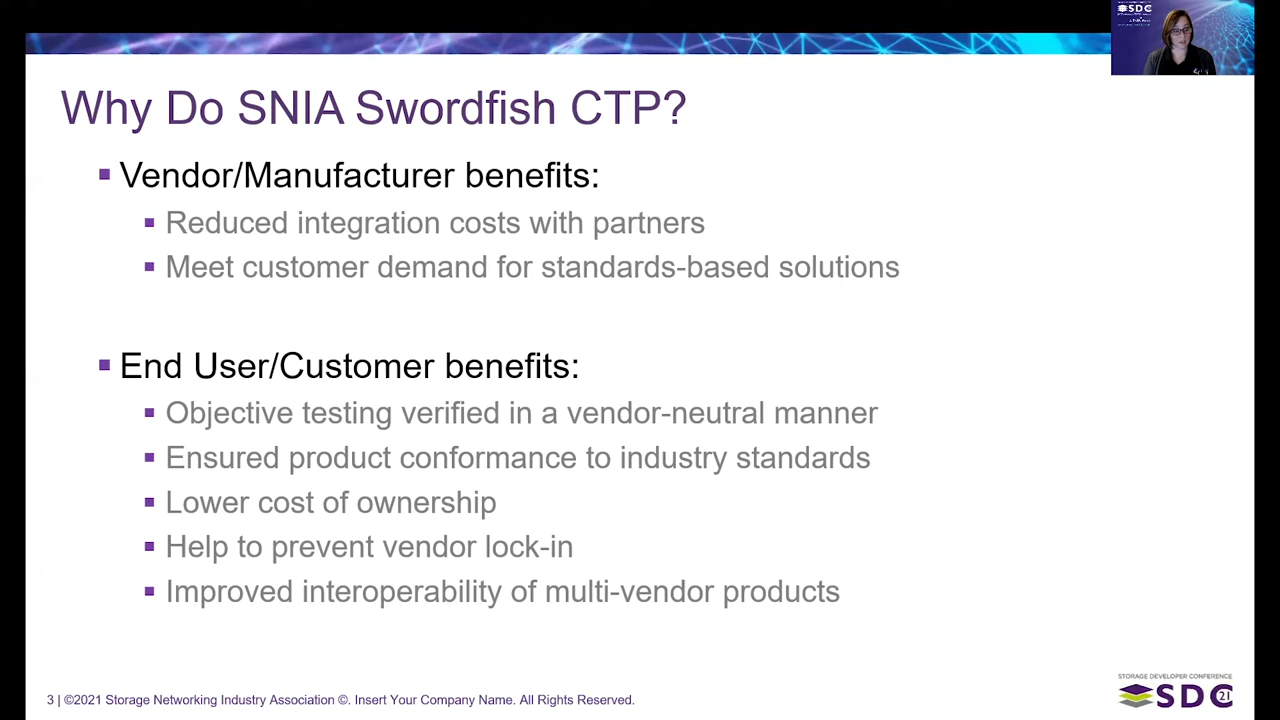 SDC
Why Do SNIA Swordfish CTP?
Vendor/Manufacturer benefits:
Reduced integration costs with partners
Meet customer demand for standards-based solutions
End User/Customer benefits:
Objective testing verified in a vendor-neutral manner
Ensured product conformance to industry standards
Lower cost of ownership
Help to prevent vendor lock-in
Improved interoperability of multi-vendor products
3 | ©2021 Storage Networking Industry Association ©. Insert Your Company Name. All Rights Reserved.
STORAGE DEVELOPER CONFERENCE
SDC 21